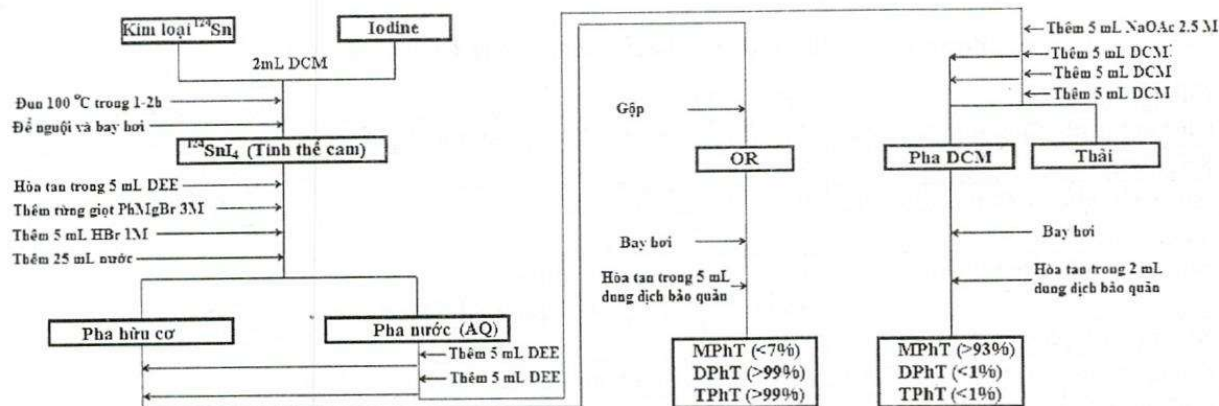 Kim loại ¹²⁴Sn
Iodine
2mL DCM
Đun 100 °C trong 1-2h
Để nguội và bay hơi
¹²⁴SnI₄ (Tinh thể cam)
Hòa tan trong 5 mL DEE
Thêm từng giọt PhMgBr 3M
Thêm 5 mL HBr 1M
Thêm 25 mL nước
Pha hữu cơ
Pha nước (AQ)
Thêm 5 mL DEE
Thêm 5 mL DEE
Gộp
OR
Bay hơi
Hòa tan trong 5 mL
dung dịch bảo quản
MPhT (<7%)
DPhT (>99%)
TPhT (>99%)
Thêm 5 mL NaOAc 2.5 M
Thêm 5 mL DCM
Thêm 5 mL DCM
Thêm 5 mL DCM
Pha DCM
Thải
Bay hơi
Hòa tan trong 2 mL
dung dịch bảo quản
MPhT (>93%)
DPhT (<1%)
TPhT (<1%)